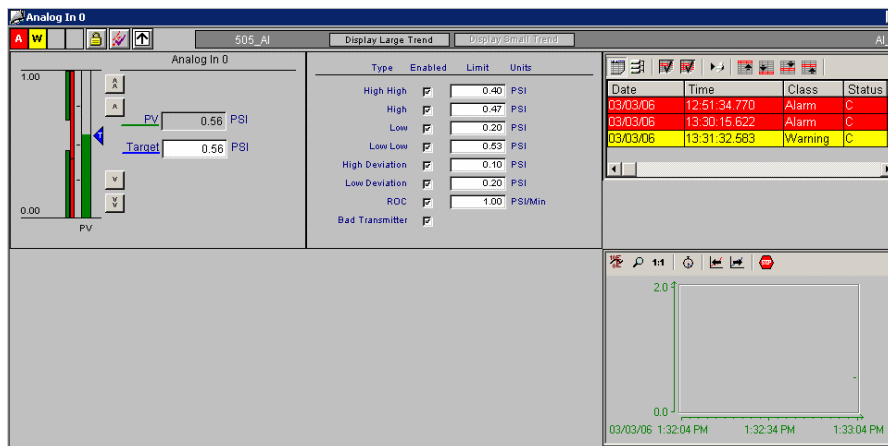 Analog In 0
A W 505_AI Display Large Trend Display Small Trend AI_
Analog In 0
1.00
PV 0.56 PSI
Target 0.56 PSI
0.00
PV
Type Enabled Limit Units
High High 0.40 PSI
High 0.47 PSI
Low 0.20 PSI
Low Low 0.53 PSI
High Deviation 0.10 PSI
Low Deviation 0.20 PSI
ROC 1.00 PSI/Min
Bad Transmitter
Date Time Class Status
03/03/06 12:51:34.770 Alarm C
03/03/06 13:30:15.622 Alarm C
03/03/06 13:31:32.583 Warning C
1:1
STOP
2.0
0.0
03/03/06 1:32:04 PM 1:32:34 PM 1:33:04 PM